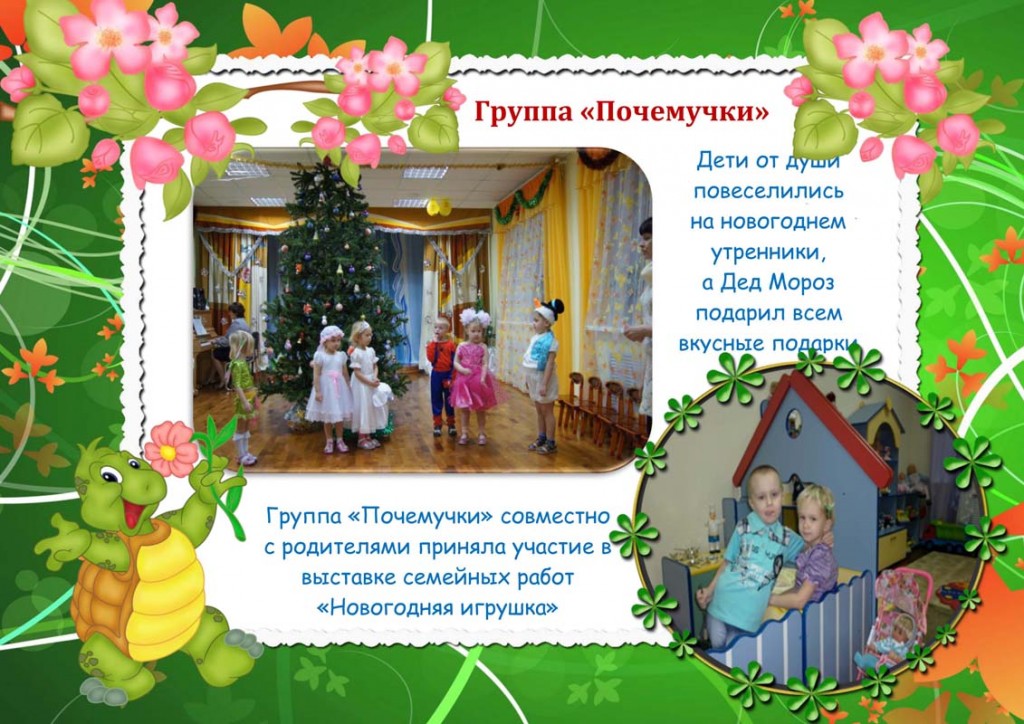 Группа «Почемучки»
Дети от души
повеселились
на новогоднем
утренники,
а Дед Мороз
подарил всем
вкусные подарки
Группа «Почемучки» совместно
с родителями приняла участие в
выставке семейных работ
«Новогодняя игрушка»